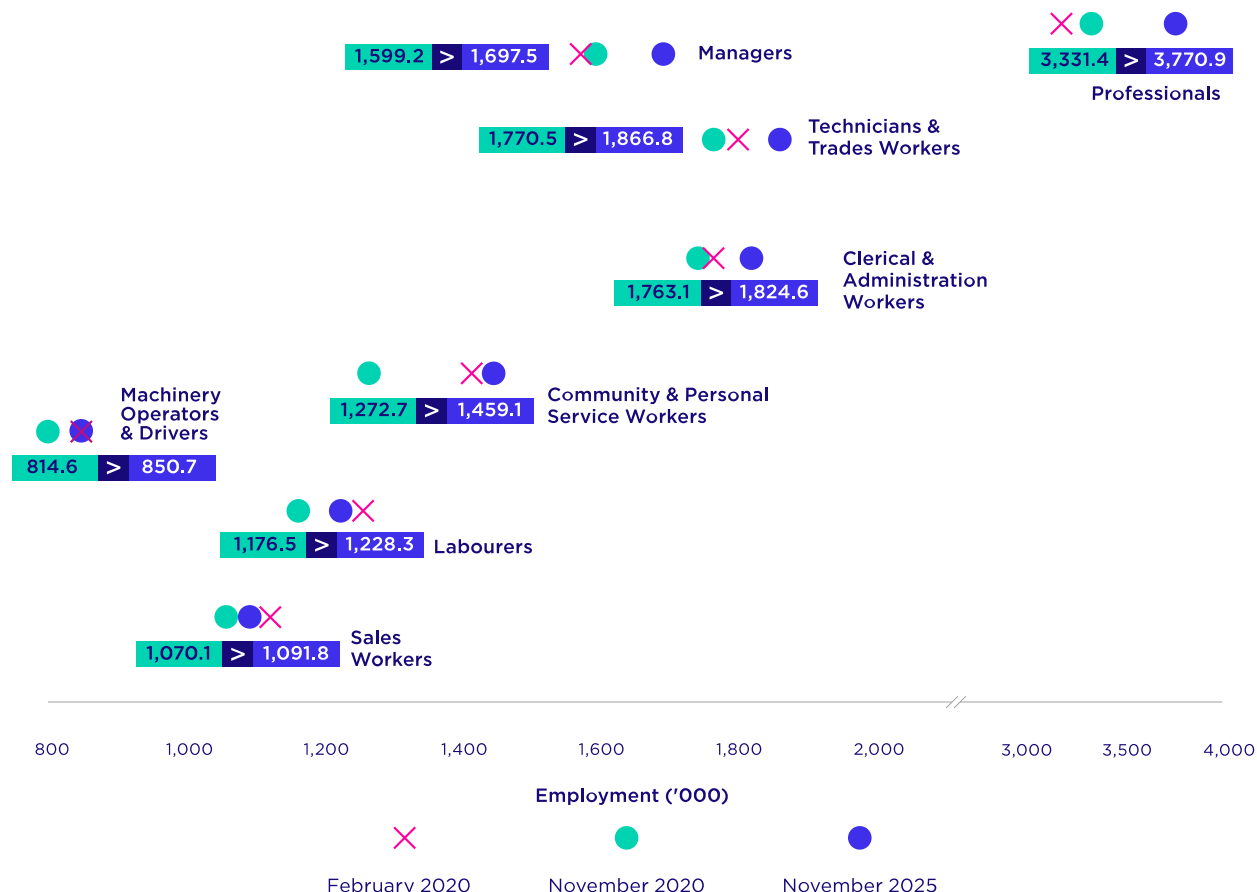 1,599.2 > 1,697.5
Managers
3,331.4 > 3,770.9
Professionals
1,770.5 > 1,866.8
Technicians &
Trades Workers
1,763.1 > 1,824.6
Clerical &
Administration
Workers
Machinery
Operators
& Drivers
814.6 > 850.7
1,272.7 > 1,459.1
Community & Personal
Service Workers
1,176.5 > 1,228.3
Labourers
1,070.1 > 1,091.8
Sales
Workers
800 1,000 1,200 1,400 1,600 1,800 2,000 3,000 3,500 4,000
Employment ('000)
February 2020 November 2020 November 2025